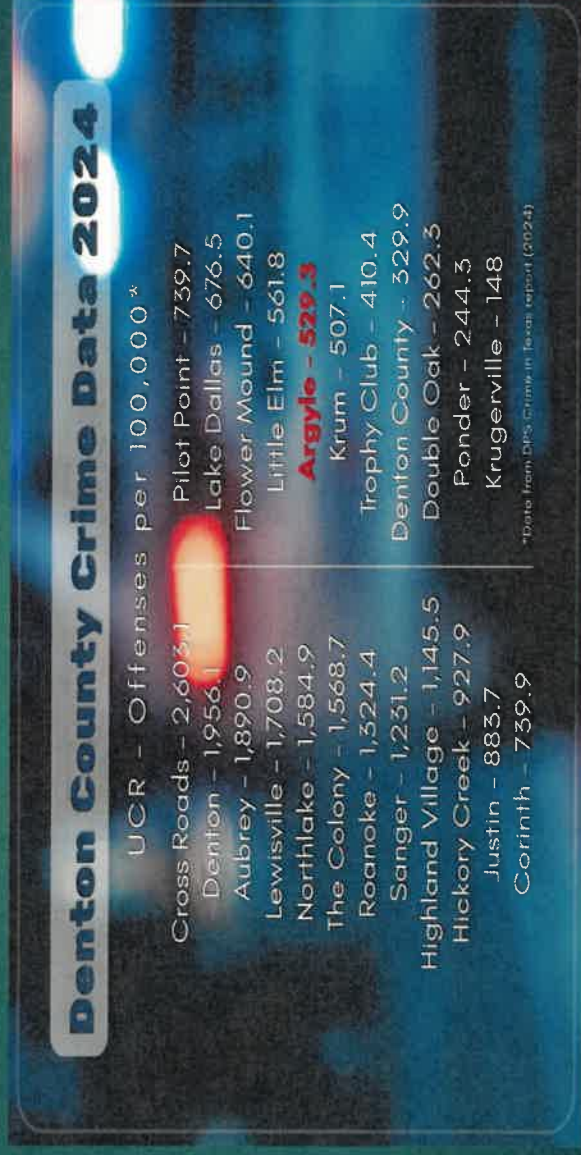 Denton County Crime Data 2024
UCR - Offenses per 100,000*
Cross Roads - 2,603.1
Denton - 1,956.1
Aubrey - 1,890.9
Lewisville - 1,708.2
Northlake - 1,584.9
The Colony - 1,568.7
Roanoke - 1,324.4
Sanger - 1,231.2
Highland Village - 1,145.5
Hickory Creek - 927.9
Justin - 883.7
Corinth - 739.9
Pilot Point - 739.7
Lake Dallas - 676.5
Flower Mound - 640.1
Little Elm - 561.8
Argyle - 529.3
Krum - 507.1
Trophy Club - 410.4
Denton County - 329.9
Double Oak - 262.3
Ponder - 244.3
Krugerville - 148
*Data from DPS Crime in Texas report (2024)